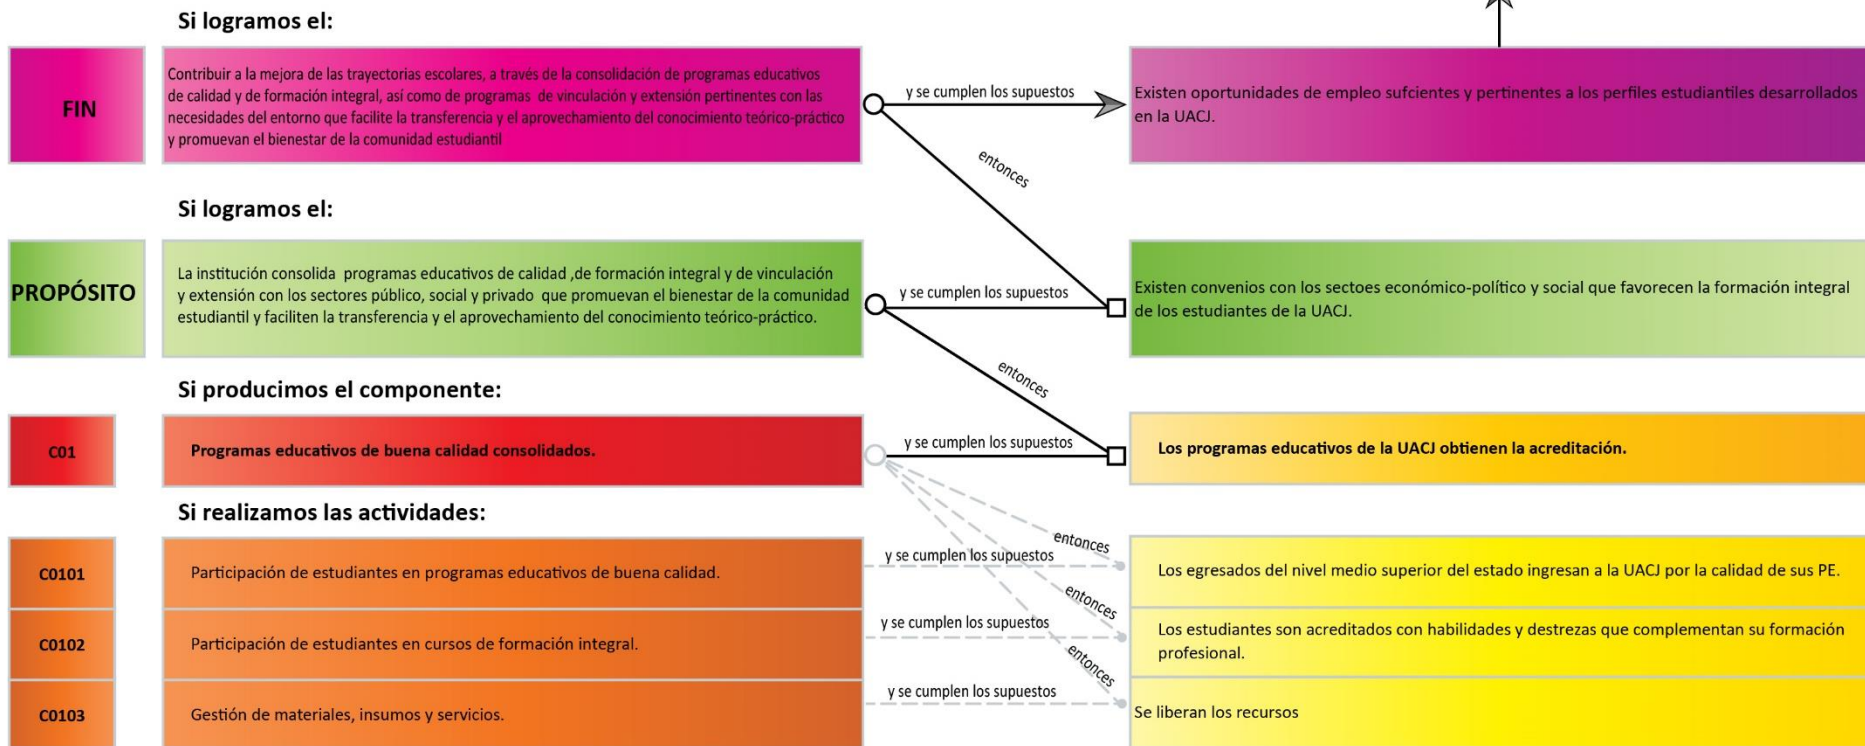 Si logramos el:
FIN
Contribuir a la mejora de las trayectorias escolares, a través de la consolidación de programas educativos
de calidad y de formación integral, así como de programas de vinculación y extensión pertinentes con las
necesidades del entorno que facilite la transferencia y el aprovechamiento del conocimiento teórico-práctico
y promuevan el bienestar de la comunidad estudiantil
y se cumplen los supuestos
Existen oportunidades de empleo sufcientes y pertinentes a los perfiles estudiantiles desarrollados
en la UACJ.
entonces
Si logramos el:
PROPÓSITO
La institución consolida programas educativos de calidad ,de formación integral y de vinculación
y extensión con los sectores público, social y privado que promuevan el bienestar de la comunidad
estudiantil y faciliten la transferencia y el aprovechamiento del conocimiento teórico-práctico.
y se cumplen los supuestos
Existen convenios con los sectoes económico-político y social que favorecen la formación integral
de los estudiantes de la UACJ.
entonces
Si producimos el componente:
C01
Programas educativos de buena calidad consolidados.
y se cumplen los supuestos
Los programas educativos de la UACJ obtienen la acreditación.
Si realizamos las actividades:
C0101
Participación de estudiantes en programas educativos de buena calidad.
y se cumplen los supuestos
entonces
Los egresados del nivel medio superior del estado ingresan a la UACJ por la calidad de sus PE.
C0102
Participación de estudiantes en cursos de formación integral.
y se cumplen los supuestos
entonces
Los estudiantes son acreditados con habilidades y destrezas que complementan su formación
profesional.
C0103
Gestión de materiales, insumos y servicios.
y se cumplen los supuestos
entonces
Se liberan los recursos